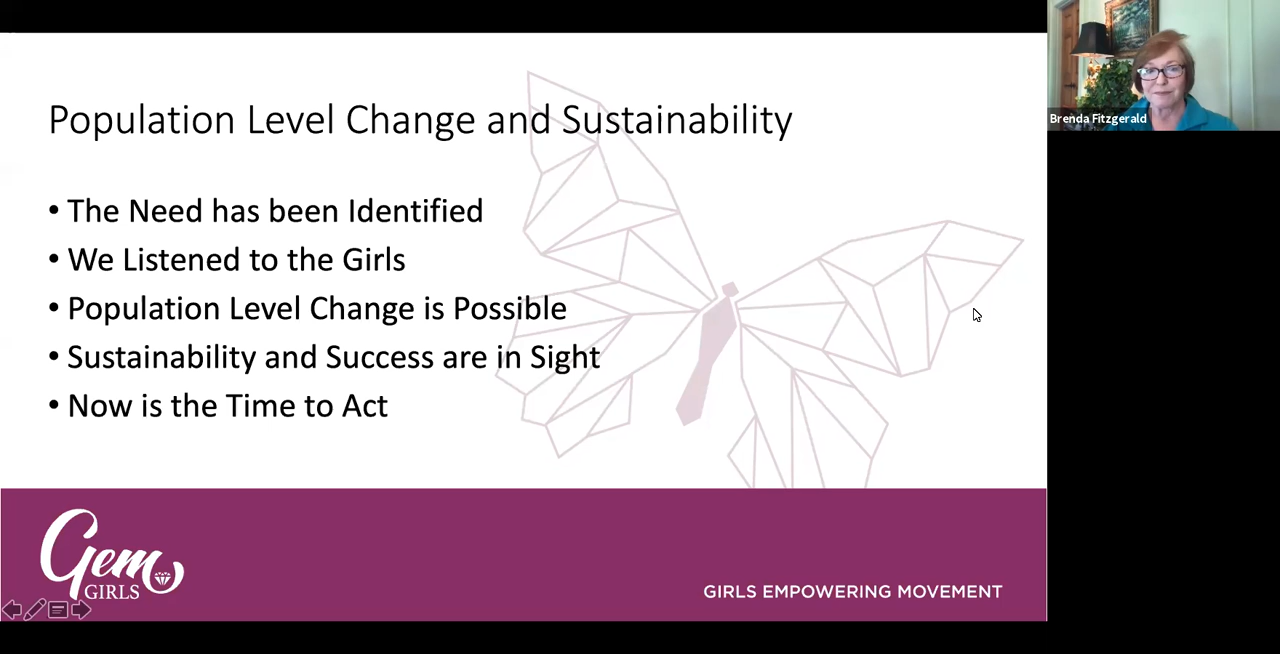 Population Level Change and Sustainability
• The Need has been Identified
• We Listened to the Girls
• Population Level Change is Possible
• Sustainability and Success are in Sight
• Now is the Time to Act
Gem
GIRLS
GIRLS EMPOWERING MOVEMENT
Brenda Fitzgerald